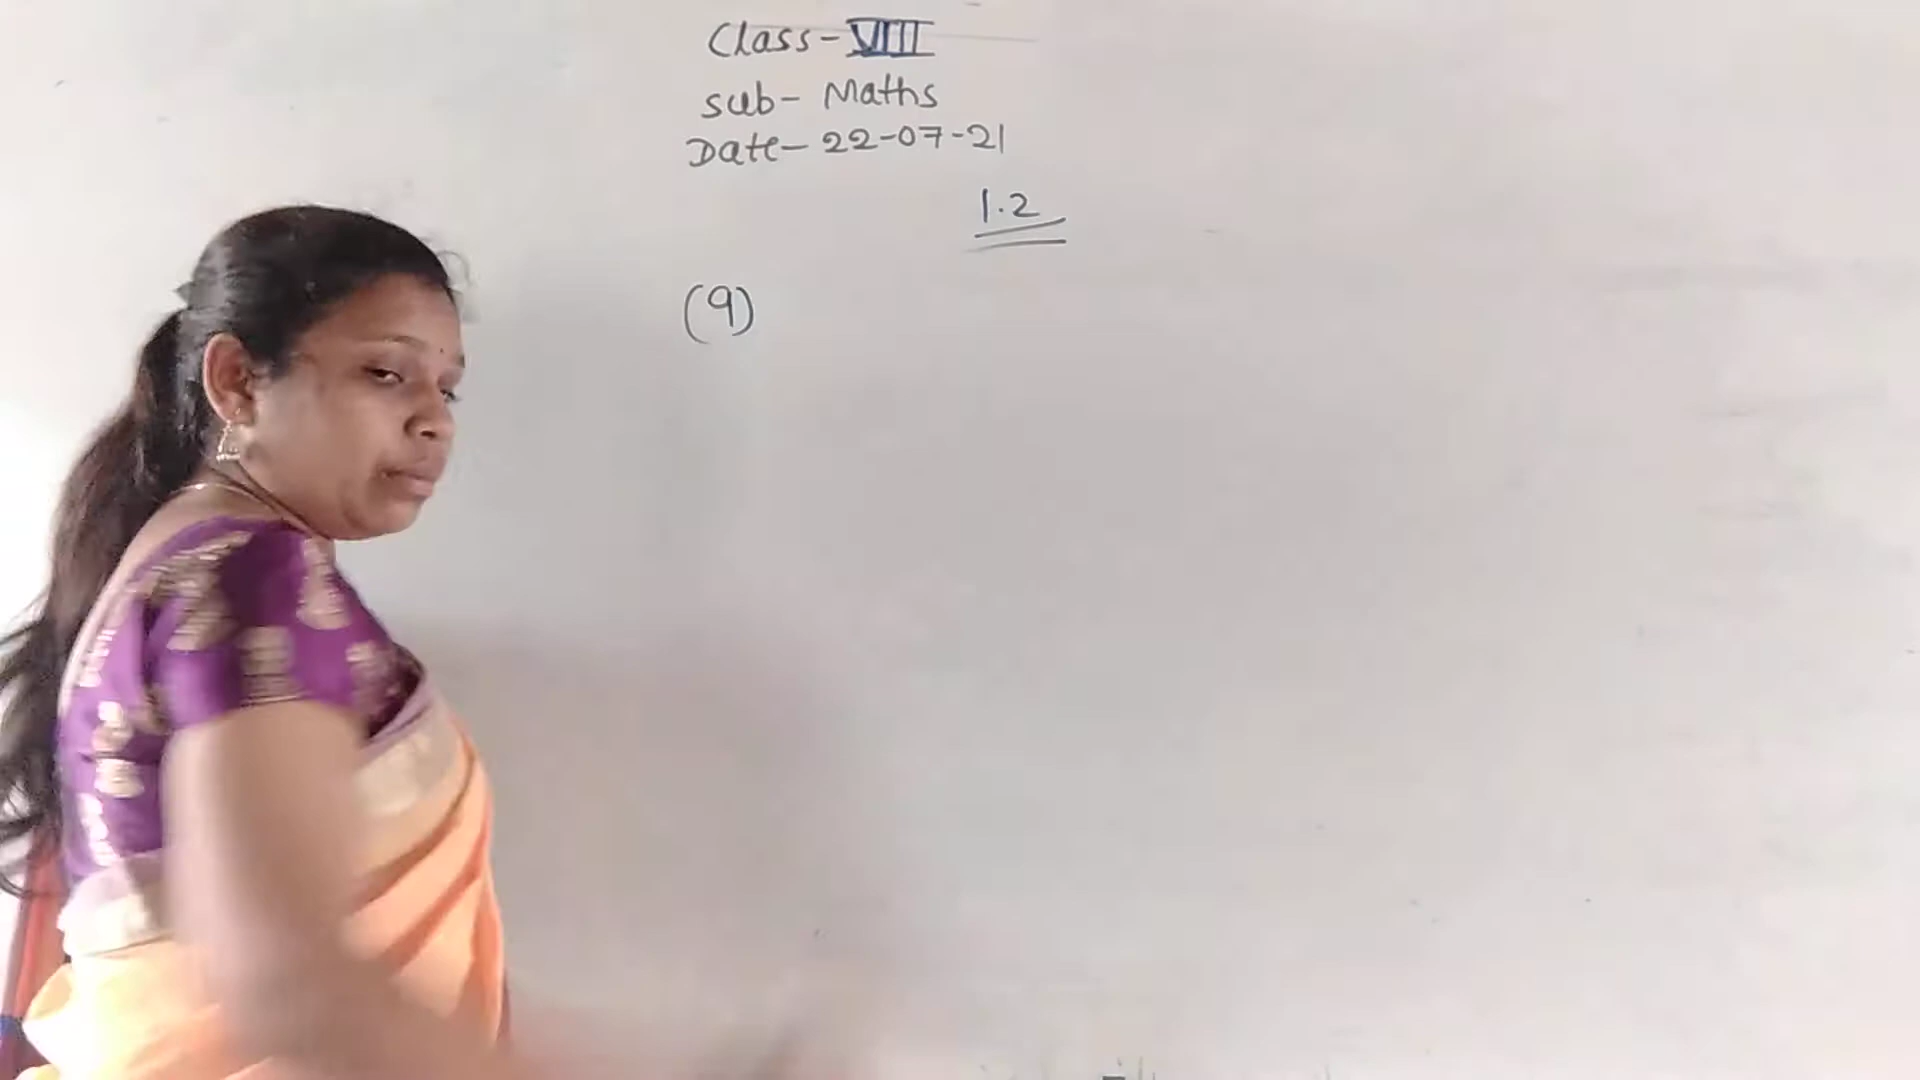 Class-VIII
Sub- Maths
Date- 22-07-21
1.2
(9)